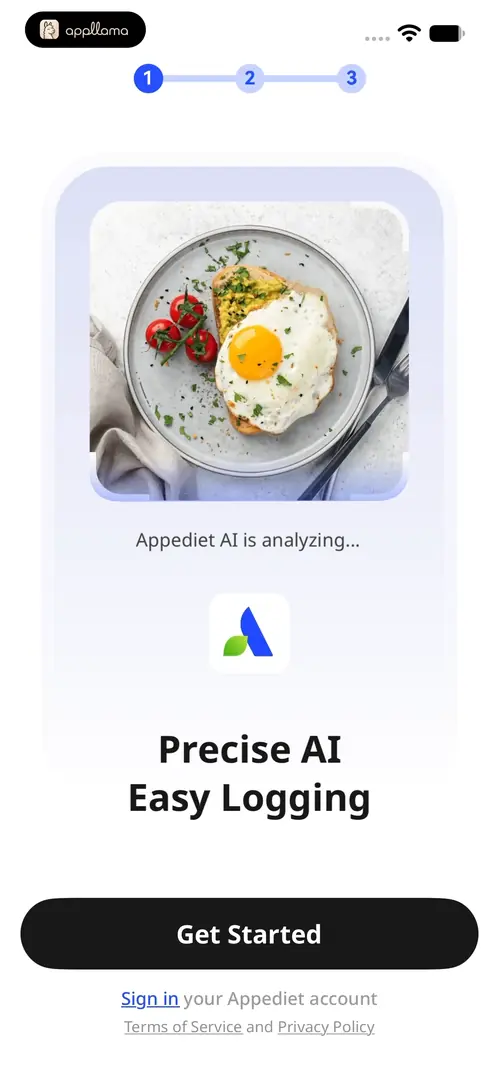 appllama
1 2 3
Appediet AI is analyzing...
Precise AI
Easy Logging
Get Started
Sign in your Appediet account
Terms of Service and Privacy Policy